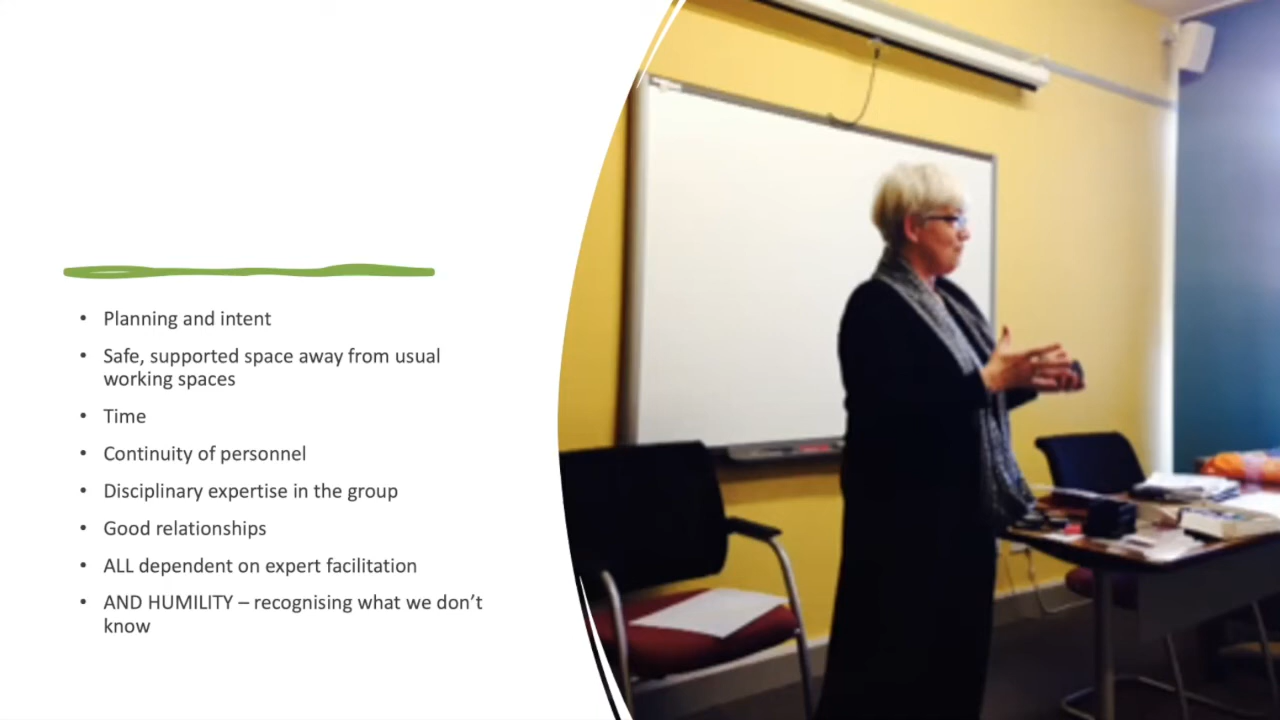 • Planning and intent
• Safe, supported space away from usual
working spaces
• Time
• Continuity of personnel
• Disciplinary expertise in the group
• Good relationships
• ALL dependent on expert facilitation
• AND HUMILITY – recognising what we don’t
know